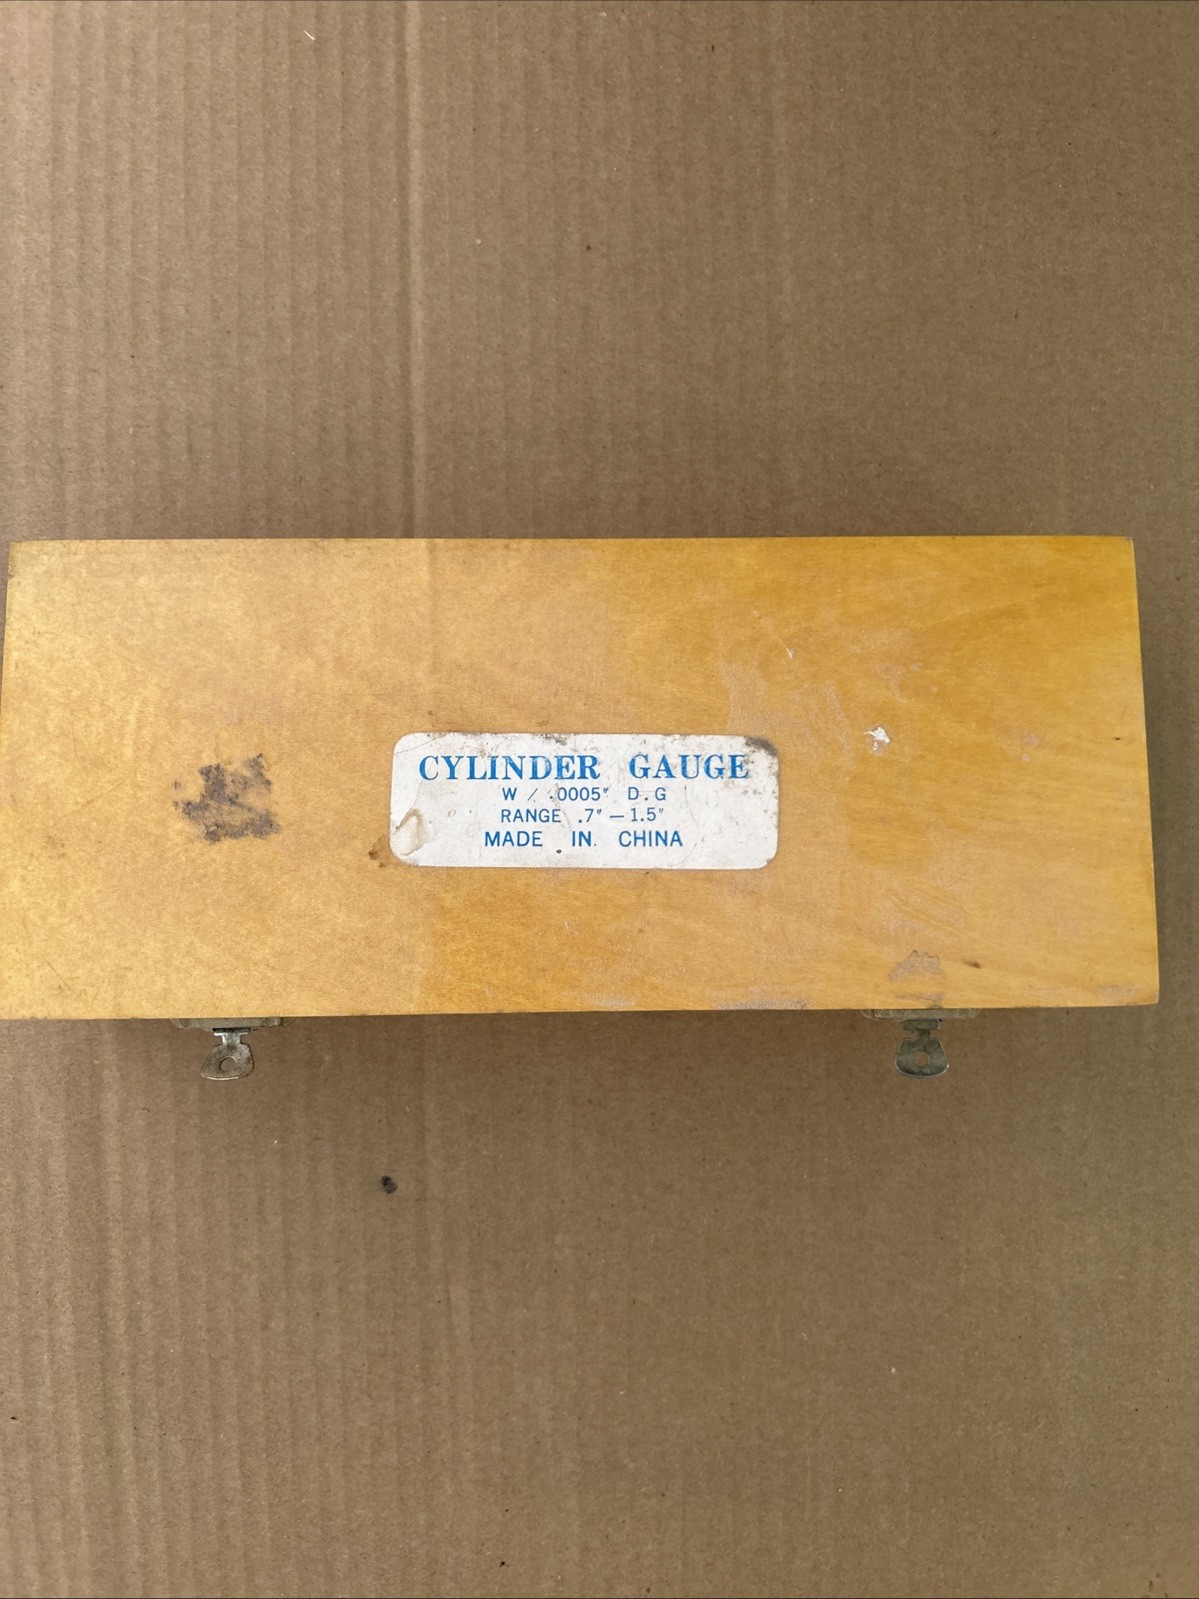 CYLINDER GAUGE
W / .0005" D.G
RANGE .7" — 1.5"
MADE IN CHINA